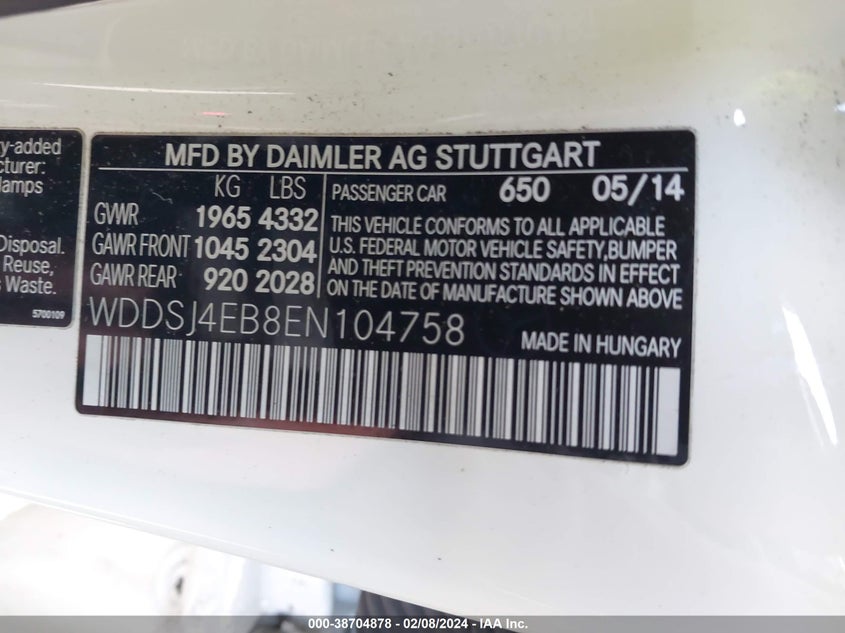 y-added
cturer:
lamps
Disposal.
Reuse,
Waste.
5700109
MFD BY DAIMLER AG STUTTGART
KG LBS
GVWR 1965 4332
GAWR FRONT 1045 2304
GAWR REAR 920 2028
PASSENGER CAR 650 05/14
THIS VEHICLE CONFORMS TO ALL APPLICABLE
U.S. FEDERAL MOTOR VEHICLE SAFETY,BUMPER
AND THEFT PREVENTION STANDARDS IN EFFECT
ON THE DATE OF MANUFACTURE SHOWN ABOVE
WDDSJ4EB8EN104758
MADE IN HUNGARY
000-38704878 — 02/08/2024 — IAA Inc.